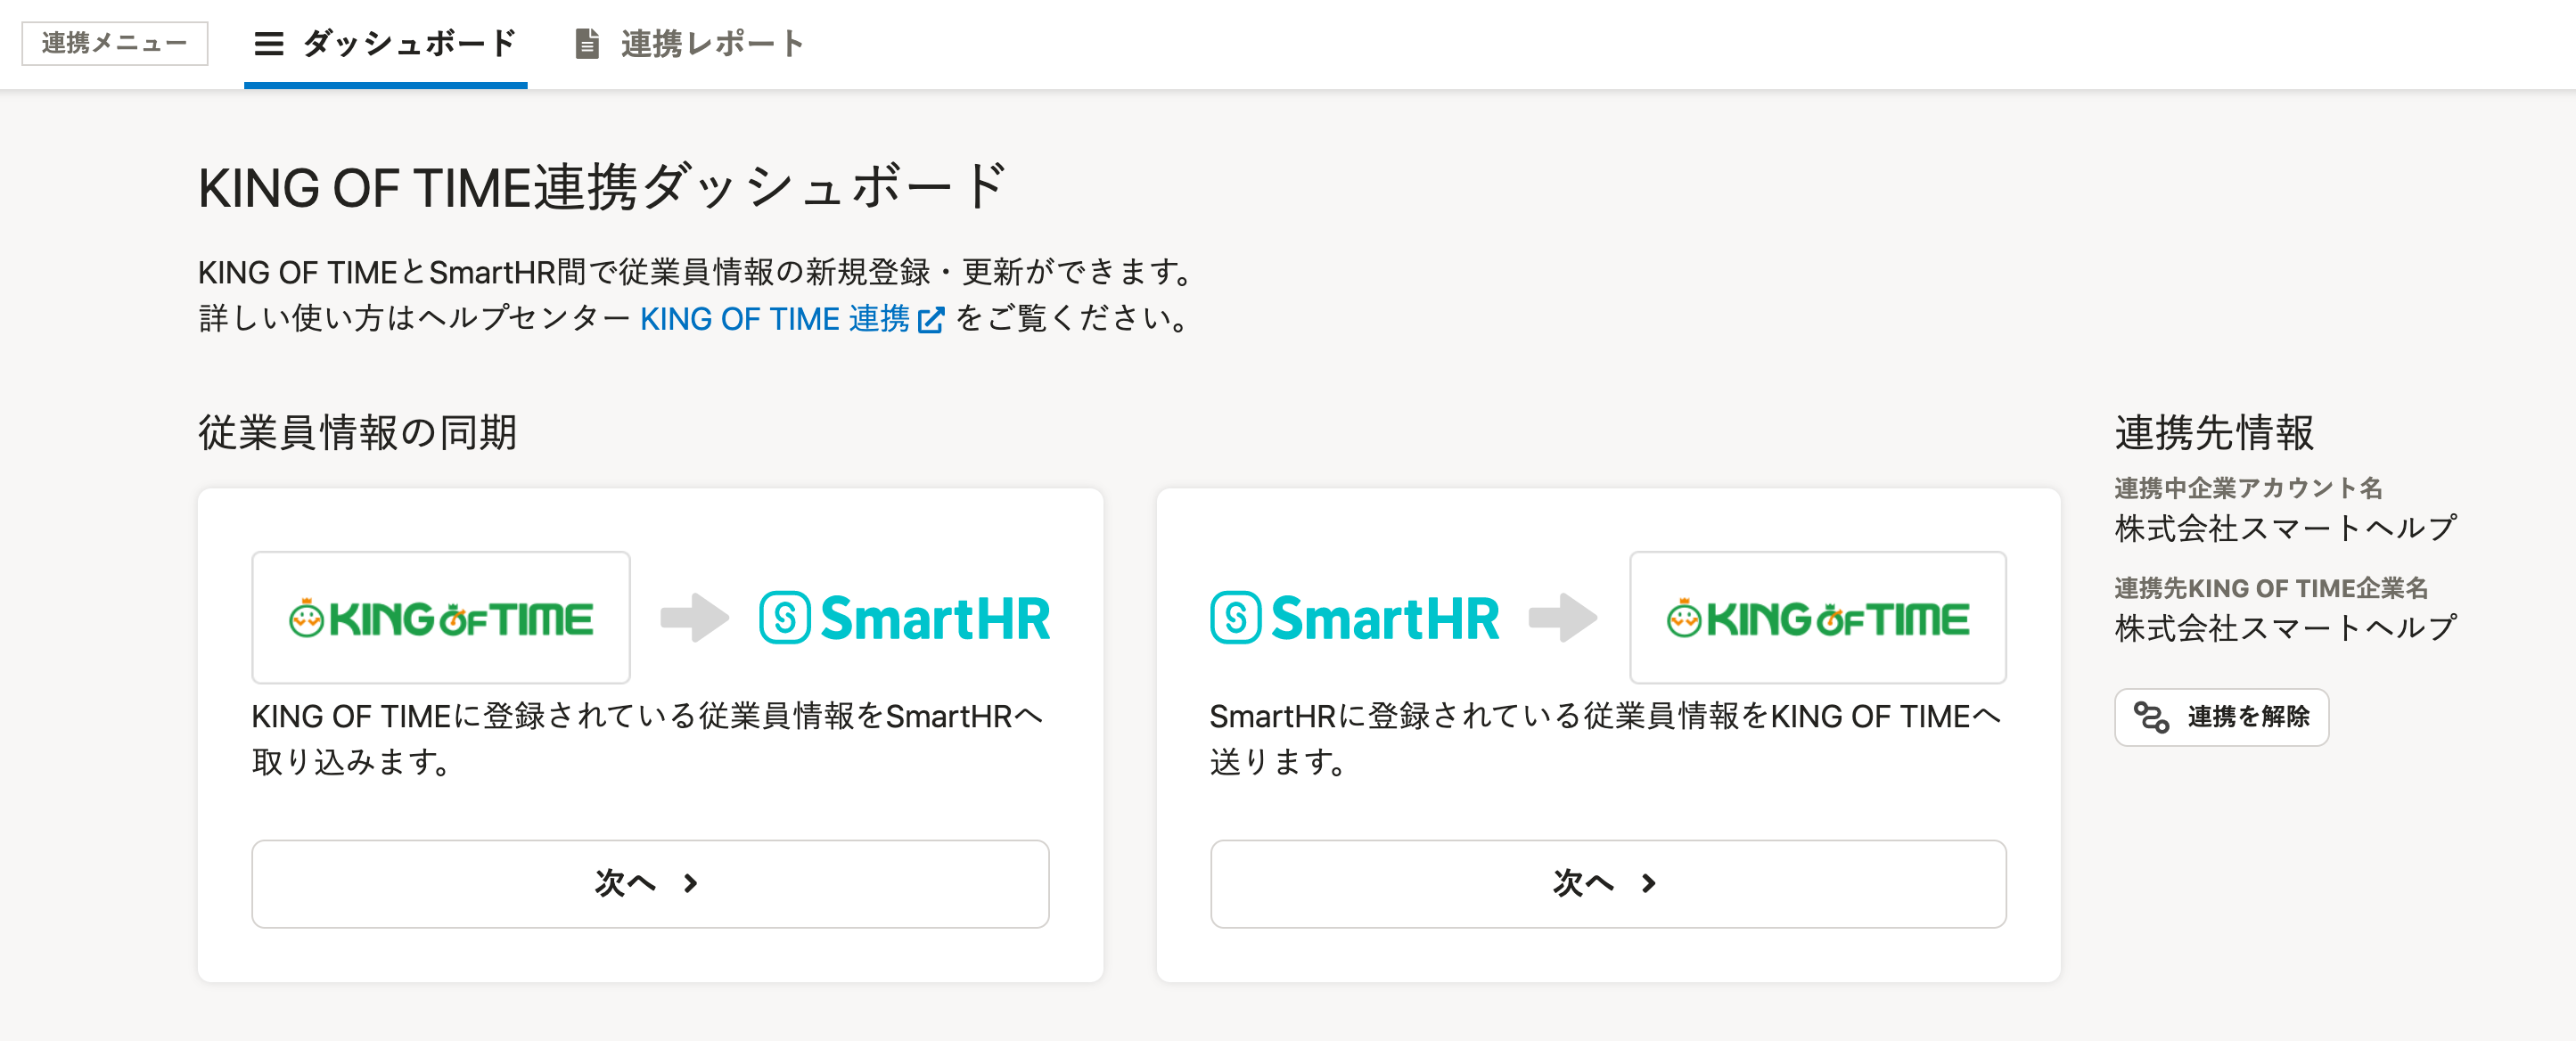 連携メニュー
ダッシュボード
連携レポート
KING OF TIME連携ダッシュボード
KING OF TIMEとSmartHR間で従業員情報の新規登録・更新ができます。
詳しい使い方はヘルプセンター KING OF TIME 連携 をご覧ください。
従業員情報の同期
KING OF TIME
SmartHR
KING OF TIMEに登録されている従業員情報をSmartHRへ
取り込みます。
次へ
SmartHR
KING OF TIME
SmartHRに登録されている従業員情報をKING OF TIMEへ
送ります。
次へ
連携先情報
連携中企業アカウント名
株式会社スマートヘルプ
連携先KING OF TIME企業名
株式会社スマートヘルプ
連携を解除